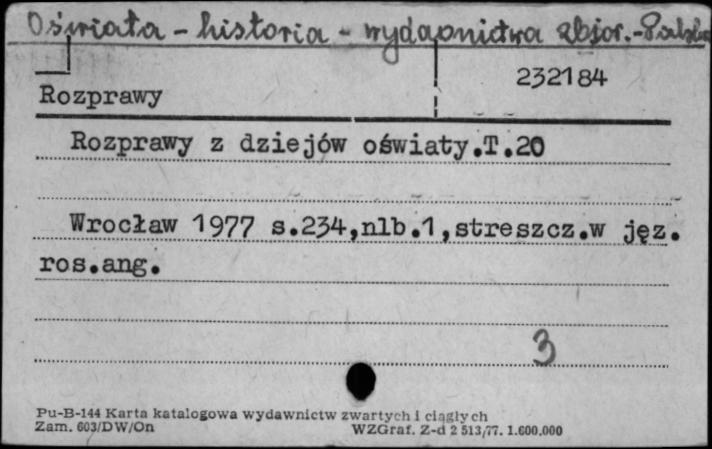 Oświata - historia - wydawnictwa zbior. - Polska
232184
Rozprawy
Rozprawy z dziejów oświaty.T.20
Wrocław 1977 s.234,nlb.1,streszcz.w jęz.
ros.ang.
3
Pu-B-144 Karta katalogowa wydawnictw zwartych i ciągłych
Zam. 603/DW/On WZGraf. Z-d 2 513/77. 1.600.000